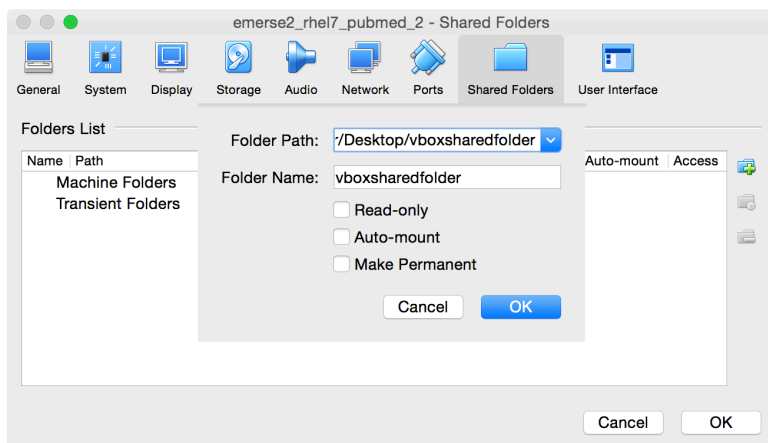 emerse2_rhel7_pubmed_2 - Shared Folders
General System Display Storage Audio Network Ports Shared Folders User Interface
Folders List
Name Path Auto-mount Access
Machine Folders
Transient Folders
Folder Path: r/Desktop/vboxsharedfolder
Folder Name: vboxsharedfolder
Read-only
Auto-mount
Make Permanent
Cancel OK
Cancel OK